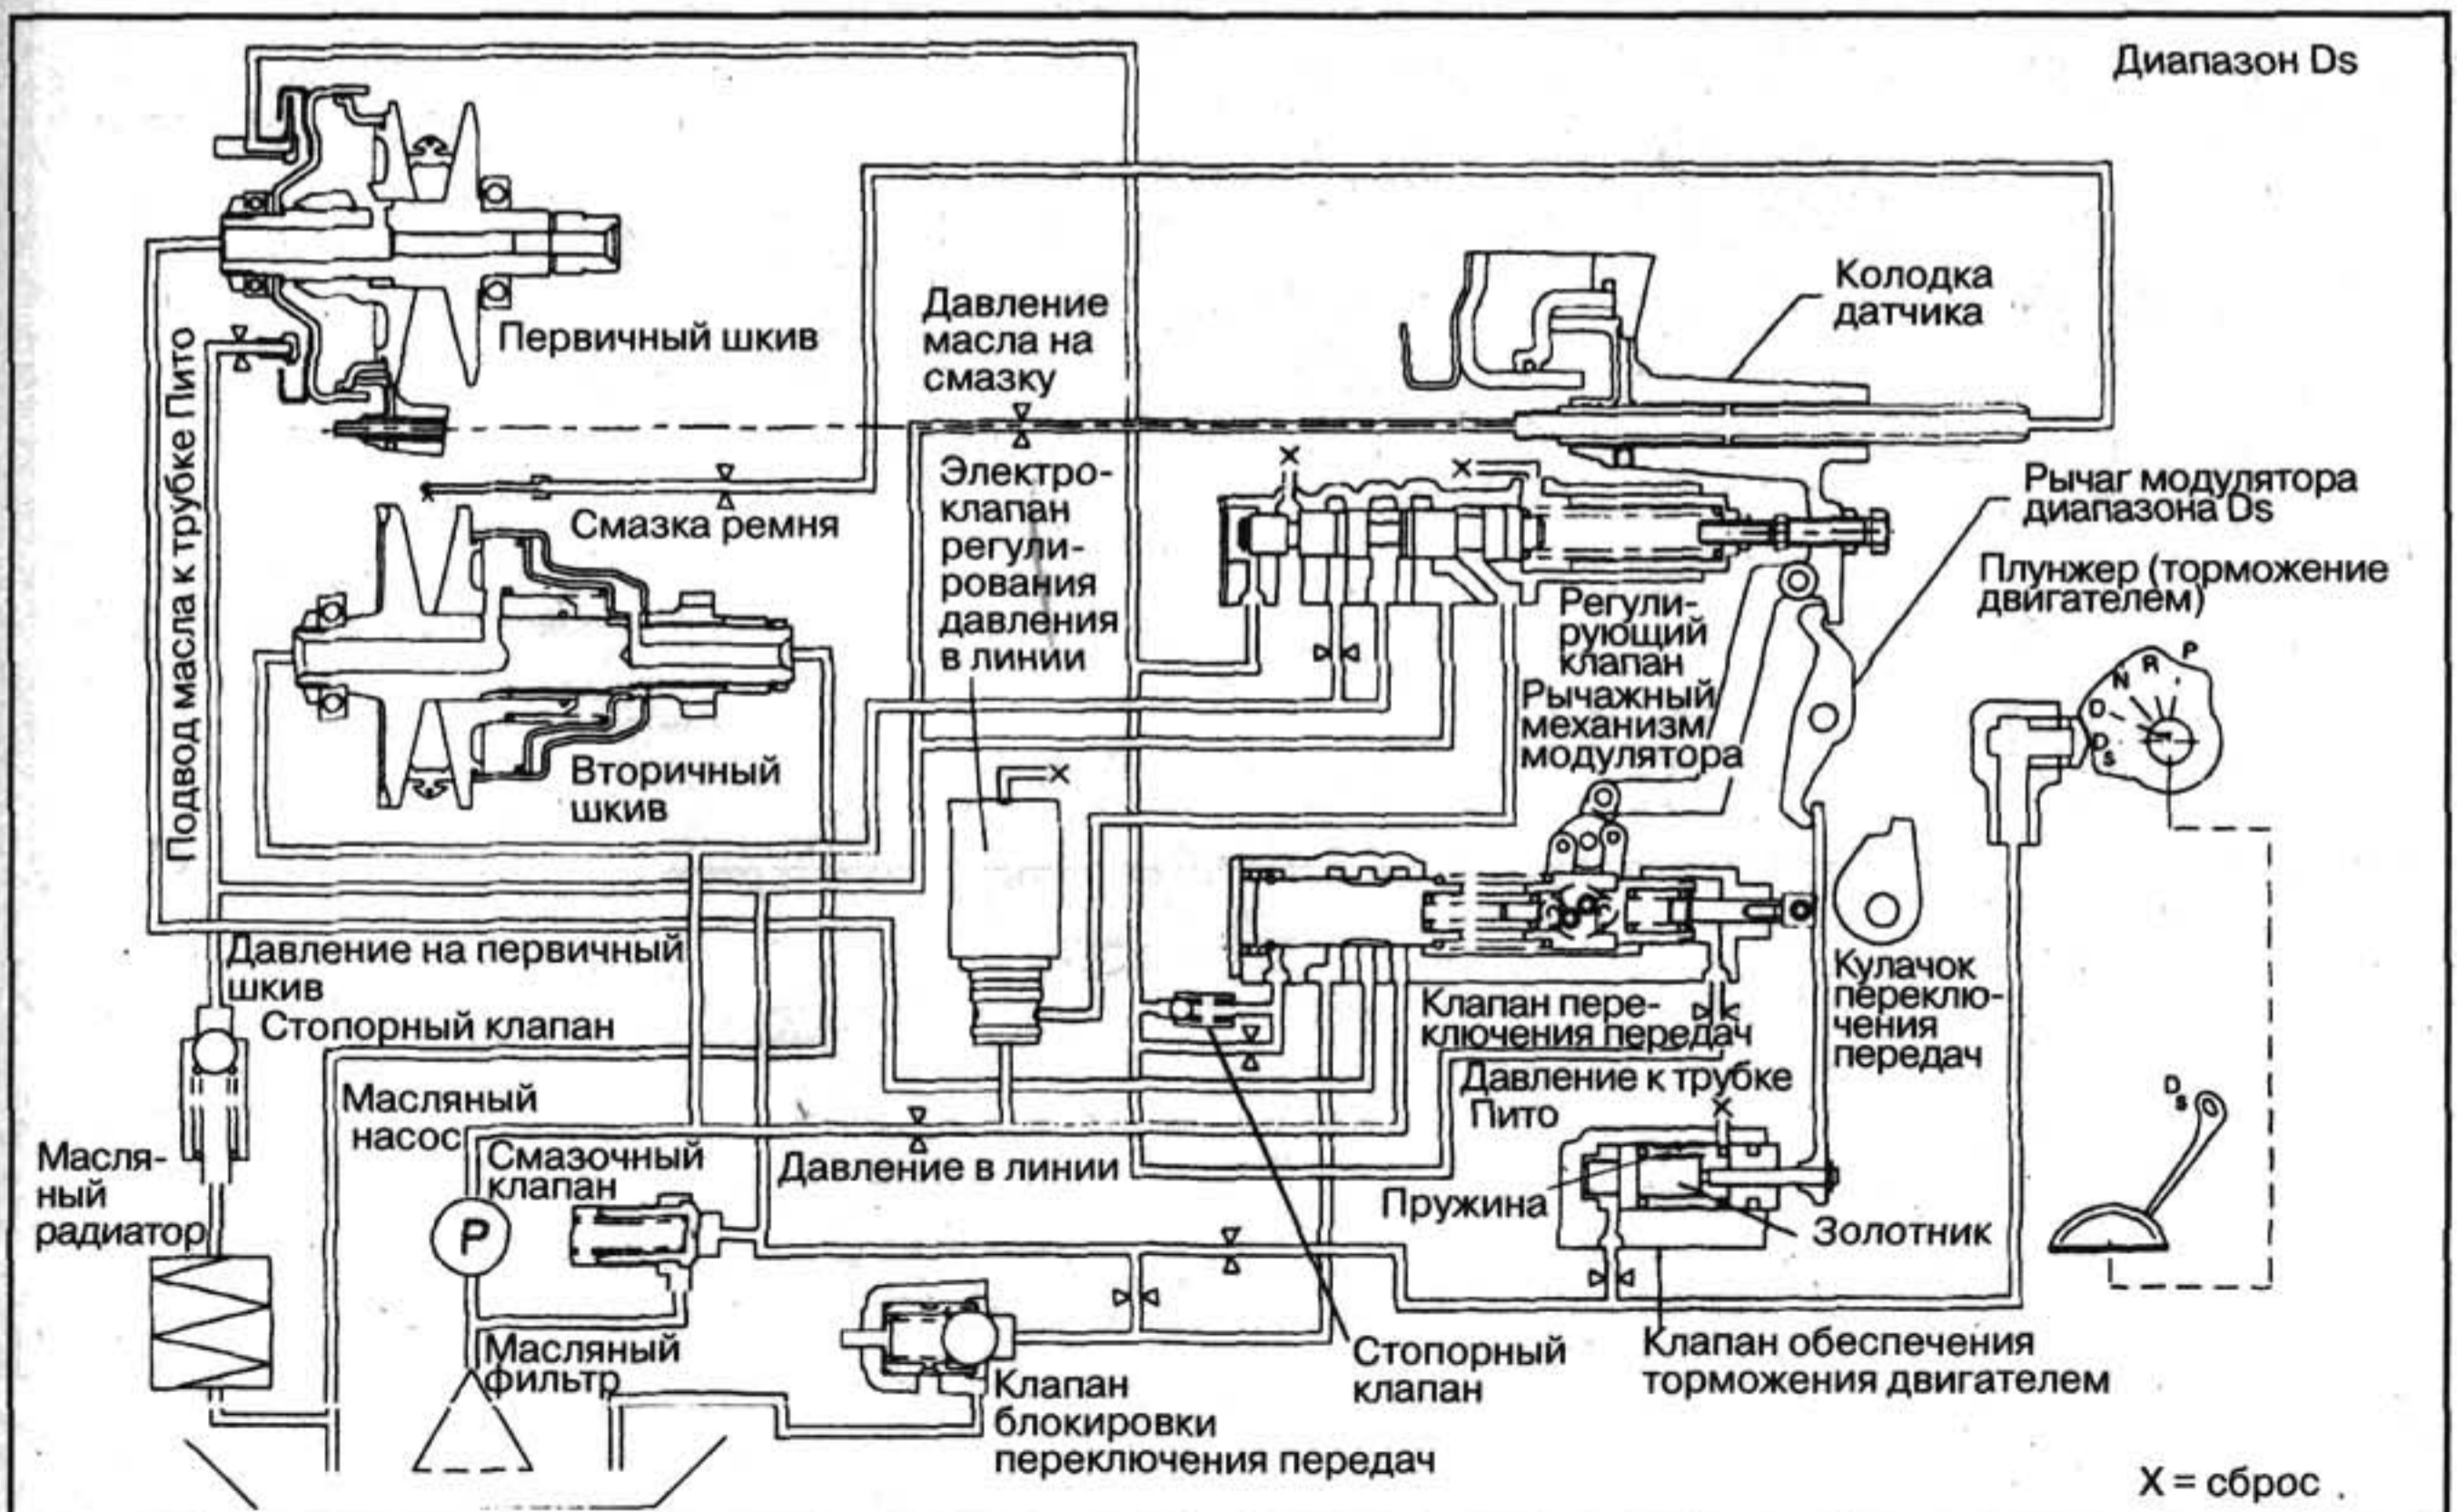 Диапазон Ds
Первичный шкив
Подвод масла к трубке Пито
Давление
масла на
смазку
Колодка
датчика
Смазка ремня
Электро-
клапан
регули-
рования
давления
в линии
Рычаг модулятора
диапазона Ds
Плунжер (торможение
двигателем)
P
R
N
D
Ds
Регули-
рующий
клапан
Рычажный
механизм
модулятора
Вторичный
шкив
Давление на первичный
шкив
Стопорный клапан
Клапан пере-
ключения передач
Кулачок
переклю-
чения
передач
Давление к трубке
Пито
Ds
Масляный
насос
Масля-
ный
радиатор
Смазочный
клапан
Давление в линии
P
Пружина
Золотник
Масляный
фильтр
Клапан
блокировки
переключения передач
Стопорный
клапан
Клапан обеспечения
торможения двигателем
X = сброс